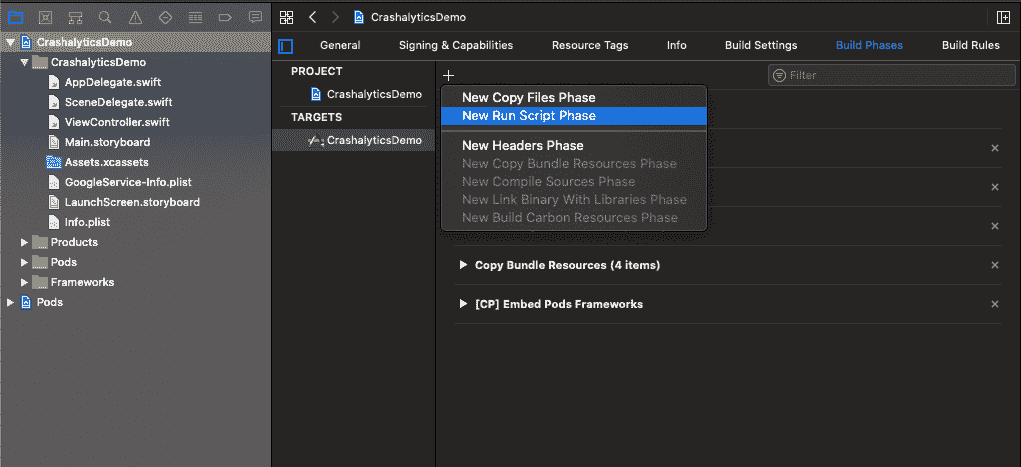 CrashalyticsDemo
CrashalyticsDemo
AppDelegate.swift
SceneDelegate.swift
ViewController.swift
Main.storyboard
Assets.xcassets
GoogleService-Info.plist
LaunchScreen.storyboard
Info.plist
Products
Pods
Frameworks
Pods
CrashalyticsDemo
General Signing & Capabilities Resource Tags Info Build Settings Build Phases Build Rules
PROJECT
CrashalyticsDemo
TARGETS
CrashalyticsDemo
Filter
New Copy Files Phase
New Run Script Phase
New Headers Phase
New Copy Bundle Resources Phase
New Compile Sources Phase
New Link Binary With Libraries Phase
New Build Carbon Resources Phase
Copy Bundle Resources (4 items)
[CP] Embed Pods Frameworks